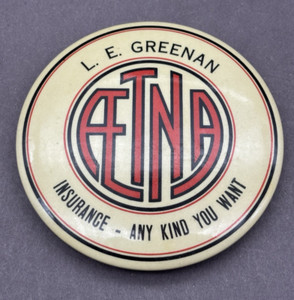 L. E. GREENAN
ÆTNA
INSURANCE - ANY KIND YOU WANT